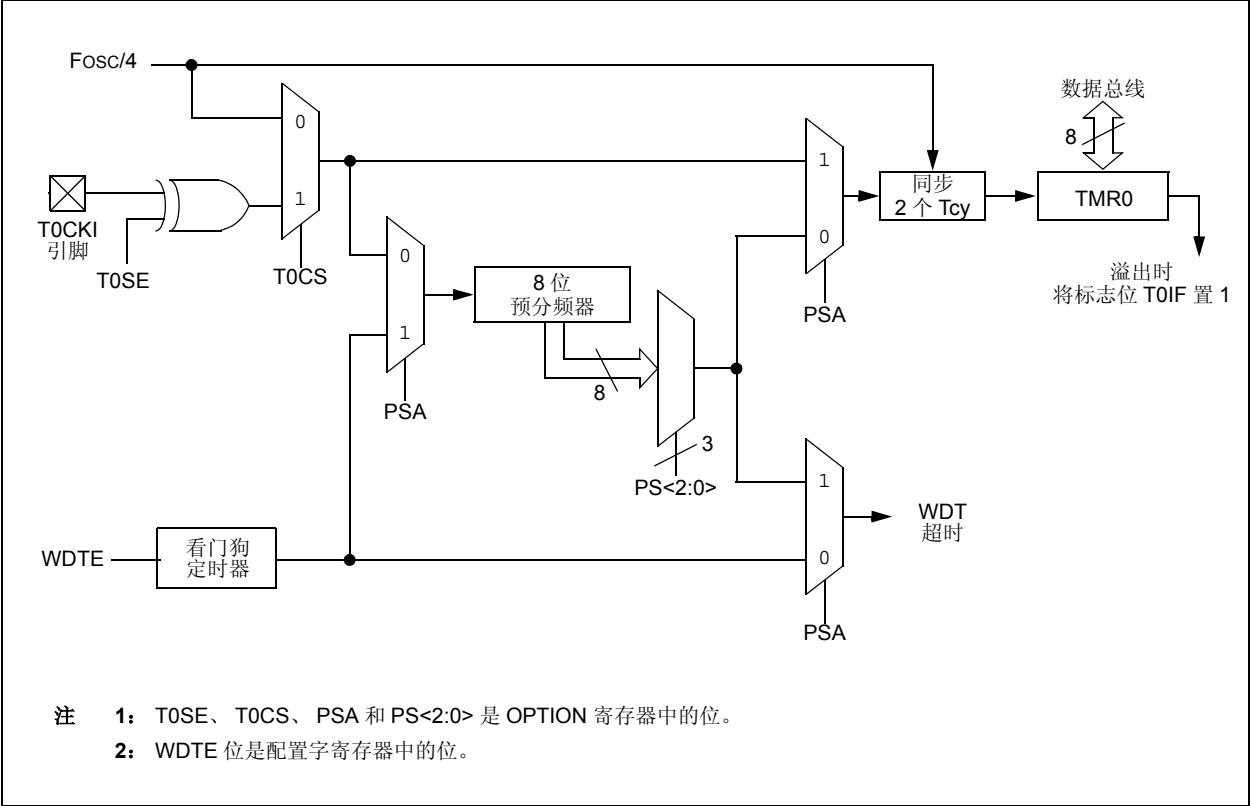 Fosc/4
0
1
T0CKI
引脚
T0SE
T0CS
0
1
PSA
8 位
预分频器
8
3
PS<2:0>
1
0
PSA
同步
2 个 Tcy
数据总线
8
TMR0
溢出时
将标志位 T0IF 置 1
WDTE
看门狗
定时器
1
0
PSA
WDT
超时
注 1： T0SE、 T0CS、 PSA 和 PS<2:0> 是 OPTION 寄存器中的位。
2： WDTE 位是配置字寄存器中的位。